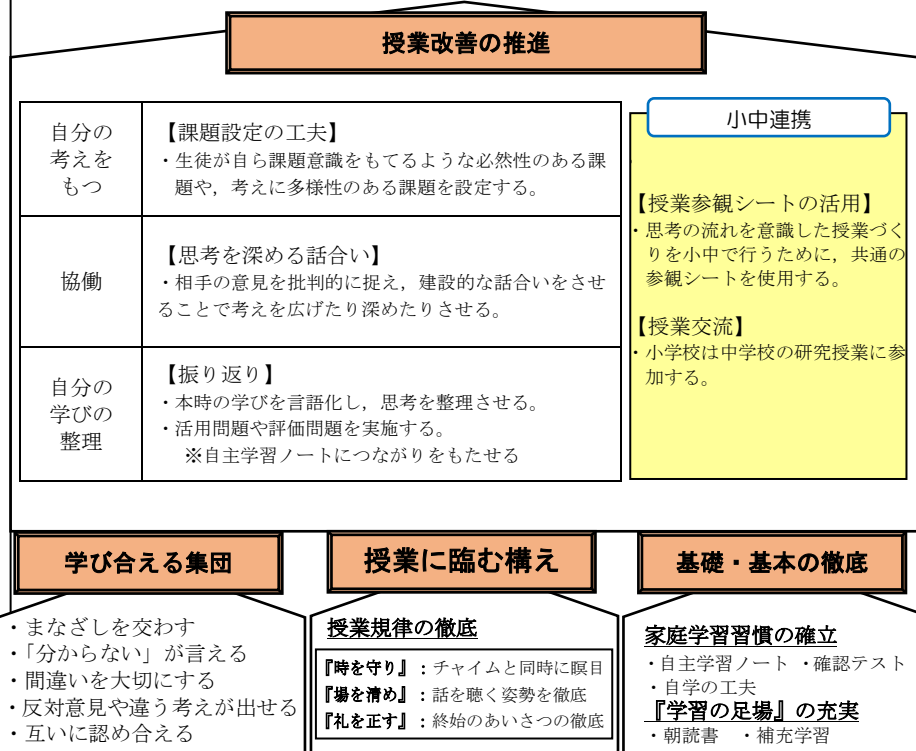 授業改善の推進
自分の
考えを
もつ
【課題設定の工夫】
・生徒が自ら課題意識をもてるような必然性のある課
題や，考えに多様性のある課題を設定する。
協働
【思考を深める話合い】
・相手の意見を批判的に捉え，建設的な話合いをさせ
ることで考えを広げたり深めたりさせる。
自分の
学びの
整理
【振り返り】
・本時の学びを言語化し，思考を整理させる。
・活用問題や評価問題を実施する。
※自主学習ノートにつながりをもたせる
小中連携
【授業参観シートの活用】
・思考の流れを意識した授業づく
りを小中で行うために，共通の
参観シートを使用する。
【授業交流】
・小学校は中学校の研究授業に参
加する。
学び合える集団
・まなざしを交わす
・「分からない」が言える
・間違いを大切にする
・反対意見や違う考えが出せる
・互いに認め合える
授業に臨む構え
授業規律の徹底
『時を守り』：チャイムと同時に瞑目
『場を清め』：話を聴く姿勢を徹底
『礼を正す』：終始のあいさつの徹底
基礎・基本の徹底
家庭学習習慣の確立
・自主学習ノート ・確認テスト
・自学の工夫
『学習の足場』の充実
・朝読書 ・補充学習